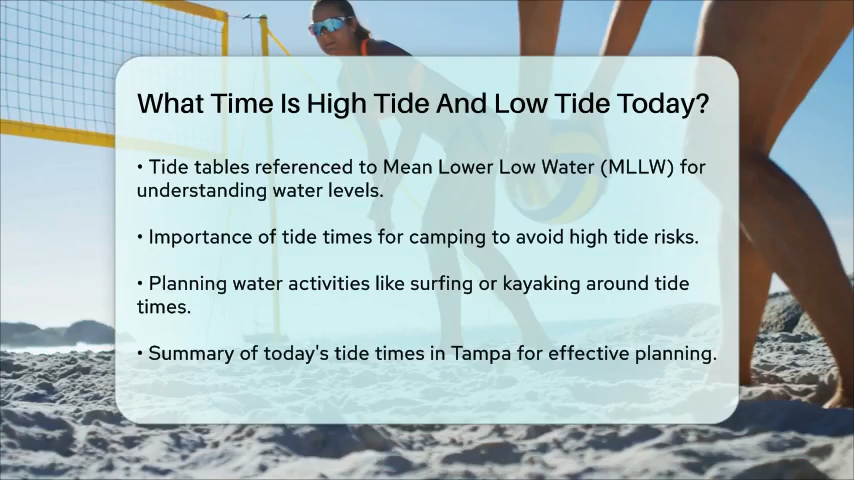 What Time Is High Tide And Low Tide Today?
• Tide tables referenced to Mean Lower Low Water (MLLW) for
understanding water levels.
• Importance of tide times for camping to avoid high tide risks.
• Planning water activities like surfing or kayaking around tide
times.
• Summary of today's tide times in Tampa for effective planning.